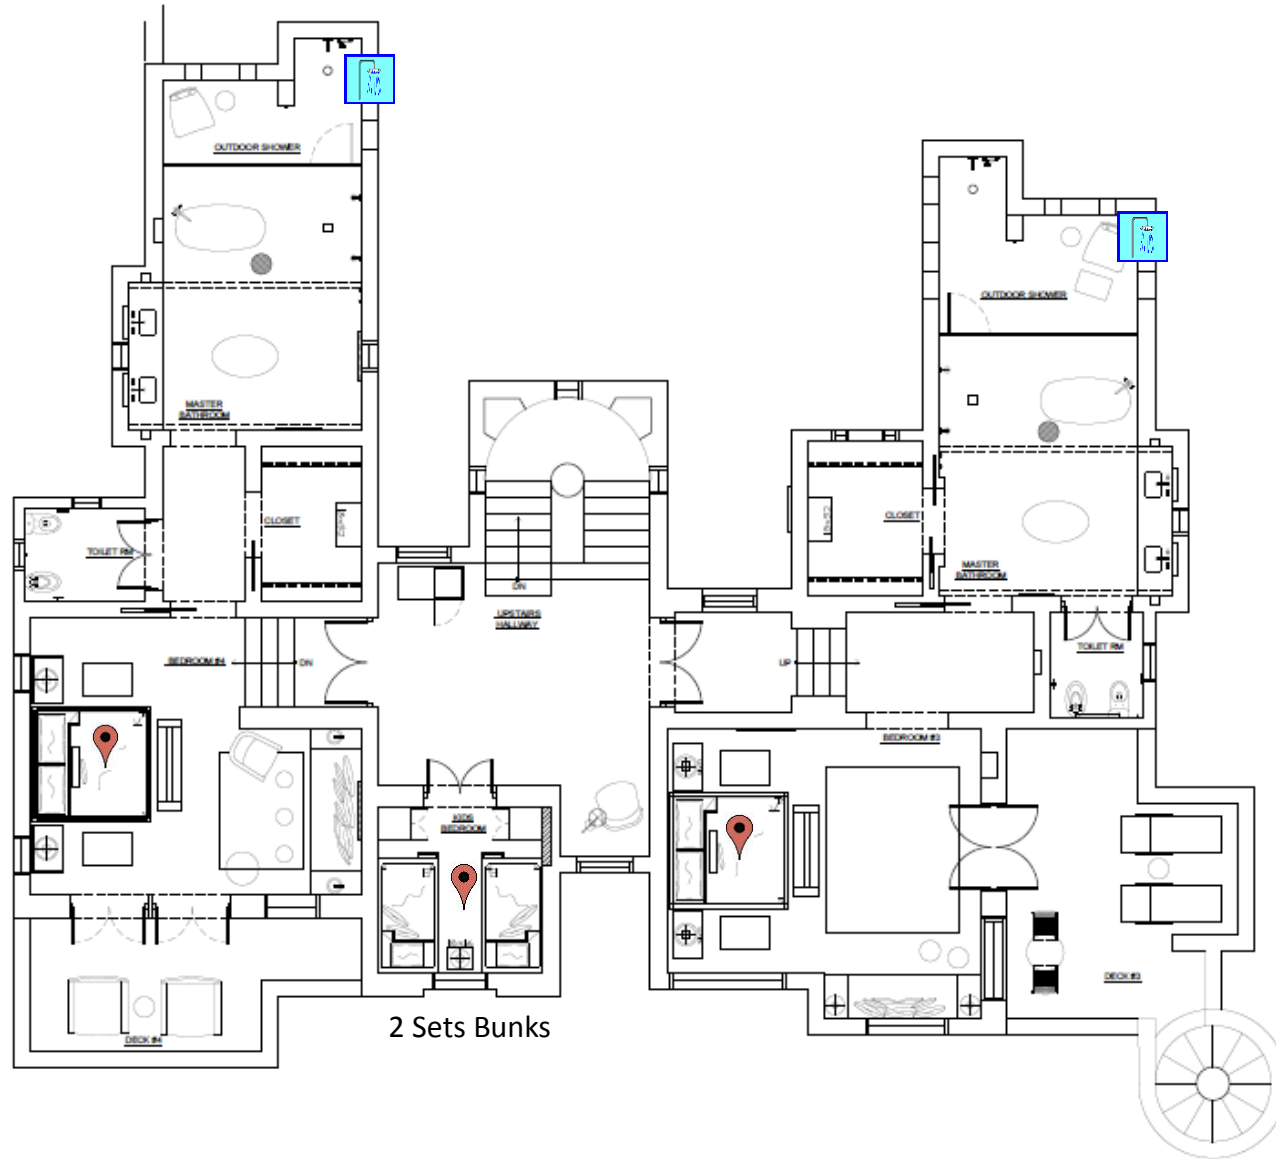 OUTDOOR SHOWER
OUTDOOR SHOWER
MASTER
BATHROOM
CLOSET
CLOSET
TOILET RM
MASTER
BATHROOM
DN
UPSTAIRS
HALLWAY
TOILET RM
BEDROOM #4
DN
UP
BEDROOM #3
KIDS
BEDROOM
DECK #3
2 Sets Bunks
DECK #4